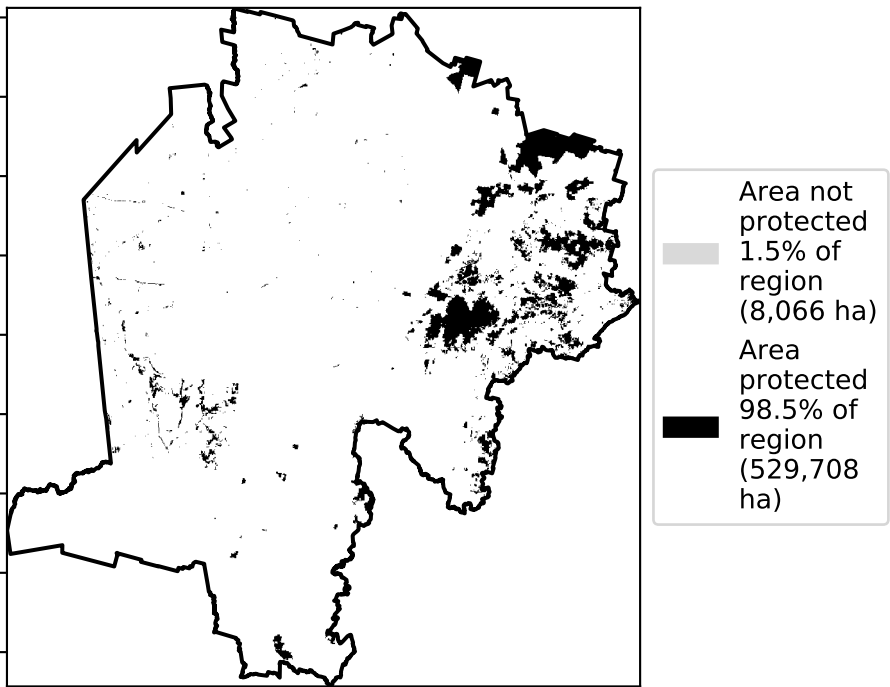 Area not
protected
1.5% of
region
(8,066 ha)
Area
protected
98.5% of
region
(529,708
ha)